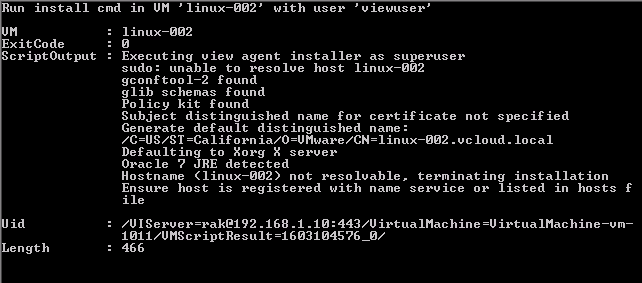 Run install cmd in VM 'linux-002' with user 'viewuser'
VM : linux-002
ExitCode : 0
ScriptOutput : Executing view agent installer as superuser
sudo: unable to resolve host linux-002
gconftool-2 found
glib schemas found
Policy kit found
Subject distinguished name for certificate not specified
Generate default distinguished name:
/C=US/ST=California/O=VMware/CN=linux-002.vcloud.local
Defaulting to Xorg X server
Oracle 7 JRE detected
Hostname (linux-002) not resolvable, terminating installation
Ensure host is registered with name service or listed in hosts f
ile
Uid : /VIServer=rak@192.168.1.10:443/VirtualMachine=VirtualMachine-vm-
1011/VMScriptResult=1603104576_0/
Length : 466